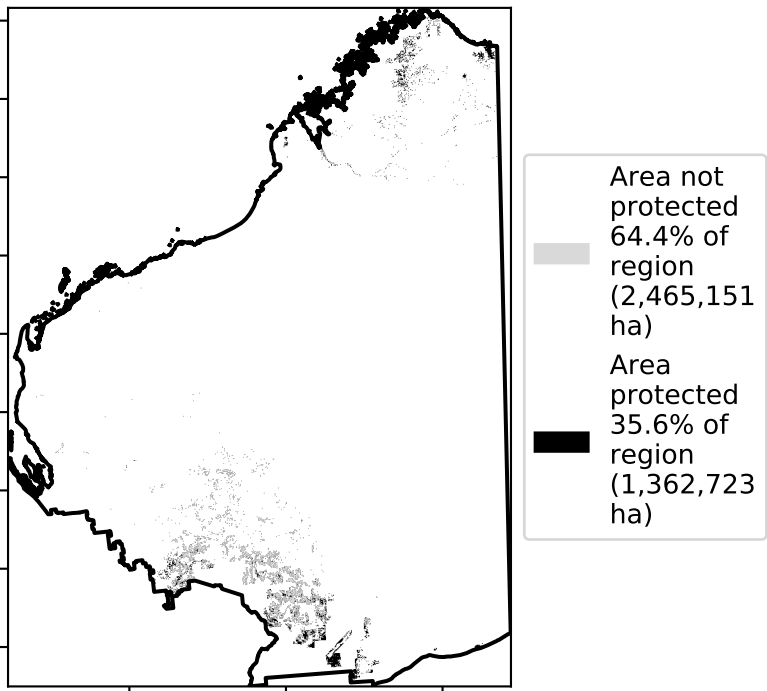 Area not
protected
64.4% of
region
(2,465,151
ha)
Area
protected
35.6% of
region
(1,362,723
ha)